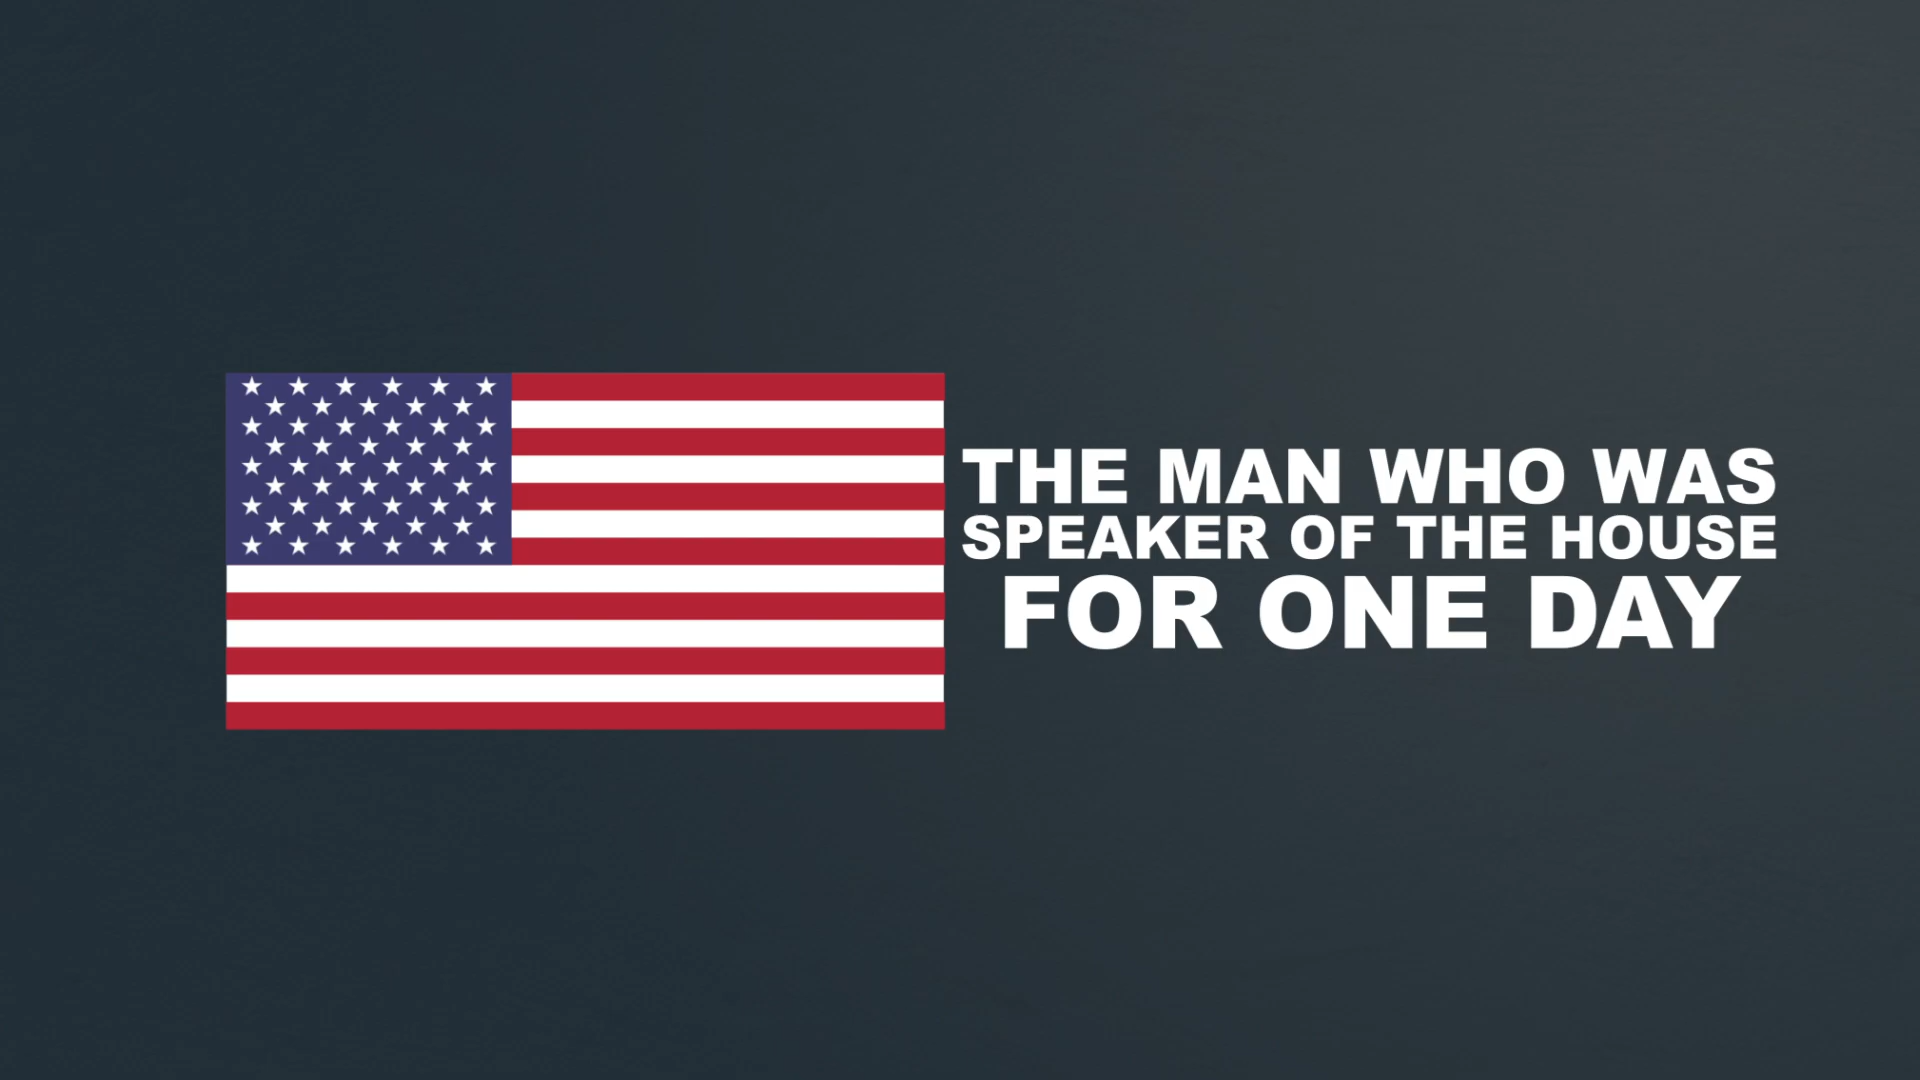 THE MAN WHO WAS
SPEAKER OF THE HOUSE
FOR ONE DAY